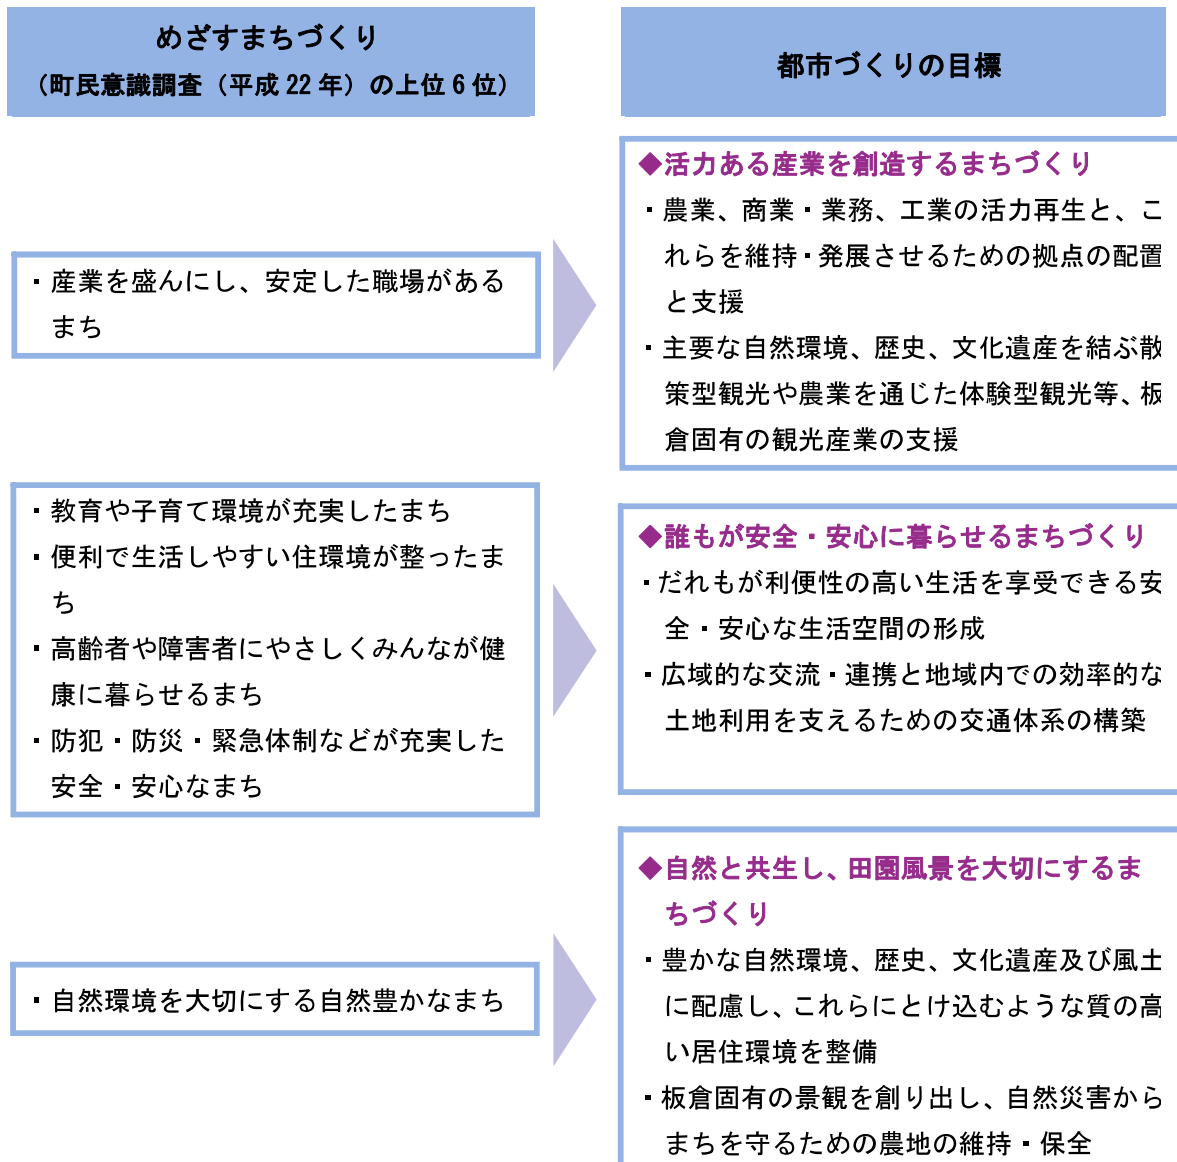 めざすまちづくり
（町民意識調査（平成22年）の上位6位）
都市づくりの目標
・産業を盛んにし、安定した職場がある
まち
◆活力ある産業を創造するまちづくり
・農業、商業・業務、工業の活力再生と、こ
れらを維持・発展させるための拠点の配置
と支援
・主要な自然環境、歴史、文化遺産を結ぶ散
策型観光や農業を通じた体験型観光等、板
倉固有の観光産業の支援
・教育や子育て環境が充実したまち
・便利で生活しやすい住環境が整ったま
ち
・高齢者や障害者にやさしくみんなが健
康に暮らせるまち
・防犯・防災・緊急体制などが充実した
安全・安心なまち
◆誰もが安全・安心に暮らせるまちづくり
・だれもが利便性の高い生活を享受できる安
全・安心な生活空間の形成
・広域的な交流・連携と地域内での効率的な
土地利用を支えるための交通体系の構築
・自然環境を大切にする自然豊かなまち
◆自然と共生し、田園風景を大切にするま
ちづくり
・豊かな自然環境、歴史、文化遺産及び風土
に配慮し、これらにとけ込むような質の高
い居住環境を整備
・板倉固有の景観を創り出し、自然災害から
まちを守るための農地の維持・保全